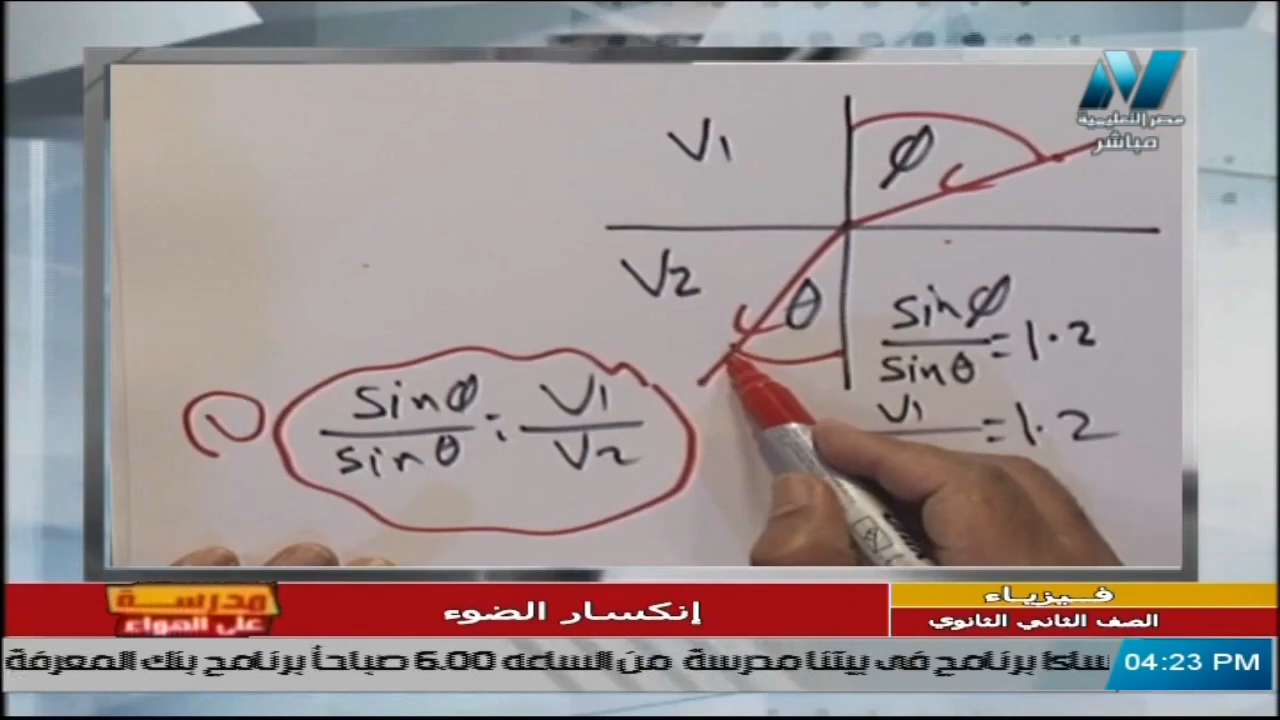 مصر التعليمية
مباشر
V1
φ
V2
θ
sinφ
sinθ
=1.2
V1
=1.2
sinφ
sinθ
=
V1
V2
فيزياء
الصف الثاني الثانوي
إنكسار الضوء
مدرسة
على الهواء
04:23 PM
برنامج فى بيتنا مدرسة من الساعه 6.00 صباحاً برنامج بنك المعرفة